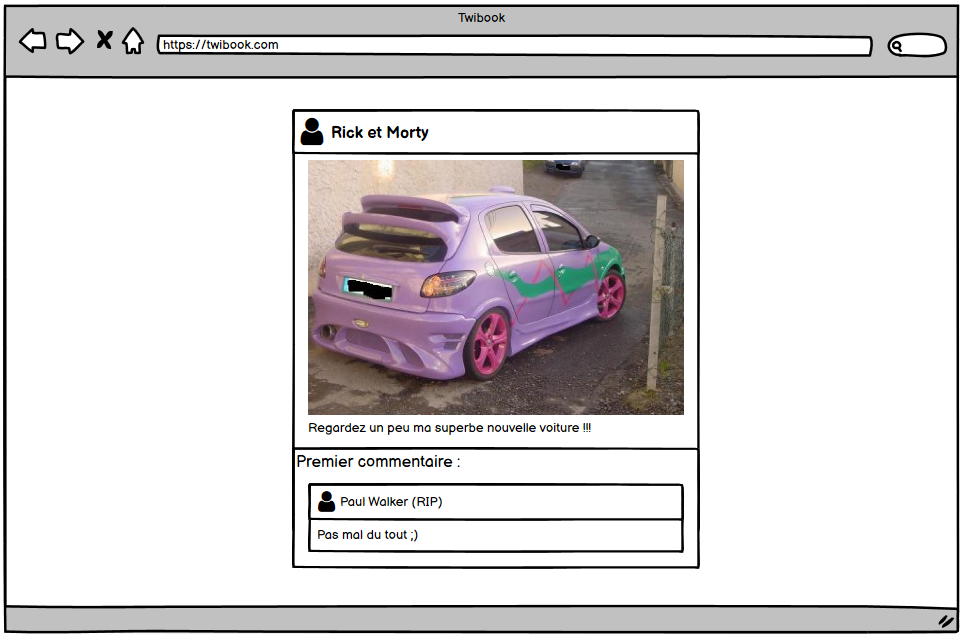 Twibook
https://twibook.com
Rick et Morty
Regardez un peu ma superbe nouvelle voiture !!!
Premier commentaire :
Paul Walker (RIP)
Pas mal du tout ;)